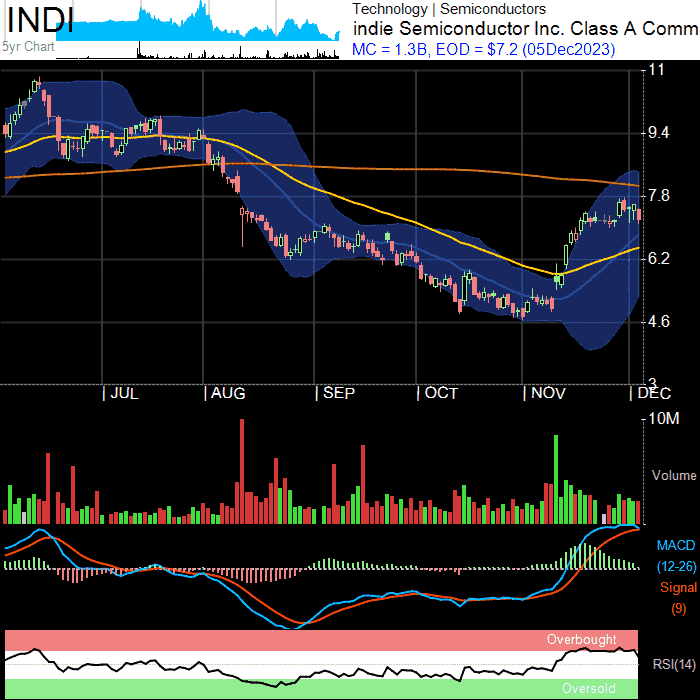 INDI
5yr Chart
Technology | Semiconductors
indie Semiconductor Inc. Class A Comm
MC = 1.3B, EOD = $7.2 (05Dec2023)
11
9.4
7.8
6.2
4.6
3
| JUL | AUG | SEP | OCT | NOV | DEC
10M
Volume
MACD
(12-26)
Signal
(9)
Overbought
RSI(14)
Oversold